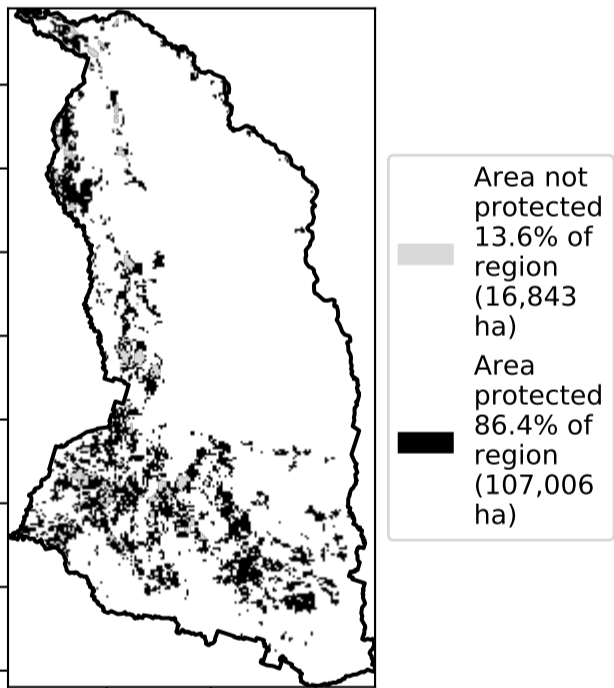 Area not
protected
13.6% of
region
(16,843
ha)
Area
protected
86.4% of
region
(107,006
ha)